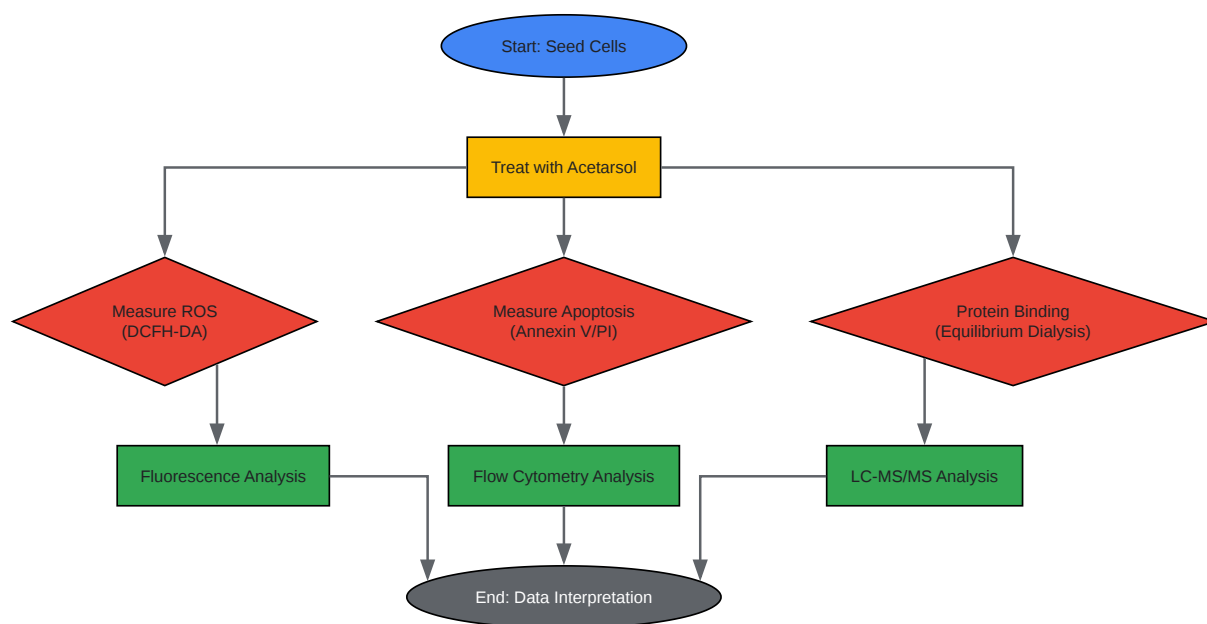 Start: Seed Cells
Treat with Acetarsol
Measure ROS
(DCFH-DA)
Measure Apoptosis
(Annexin V/PI)
Protein Binding
(Equilibrium Dialysis)
Fluorescence Analysis
Flow Cytometry Analysis
LC-MS/MS Analysis
End: Data Interpretation